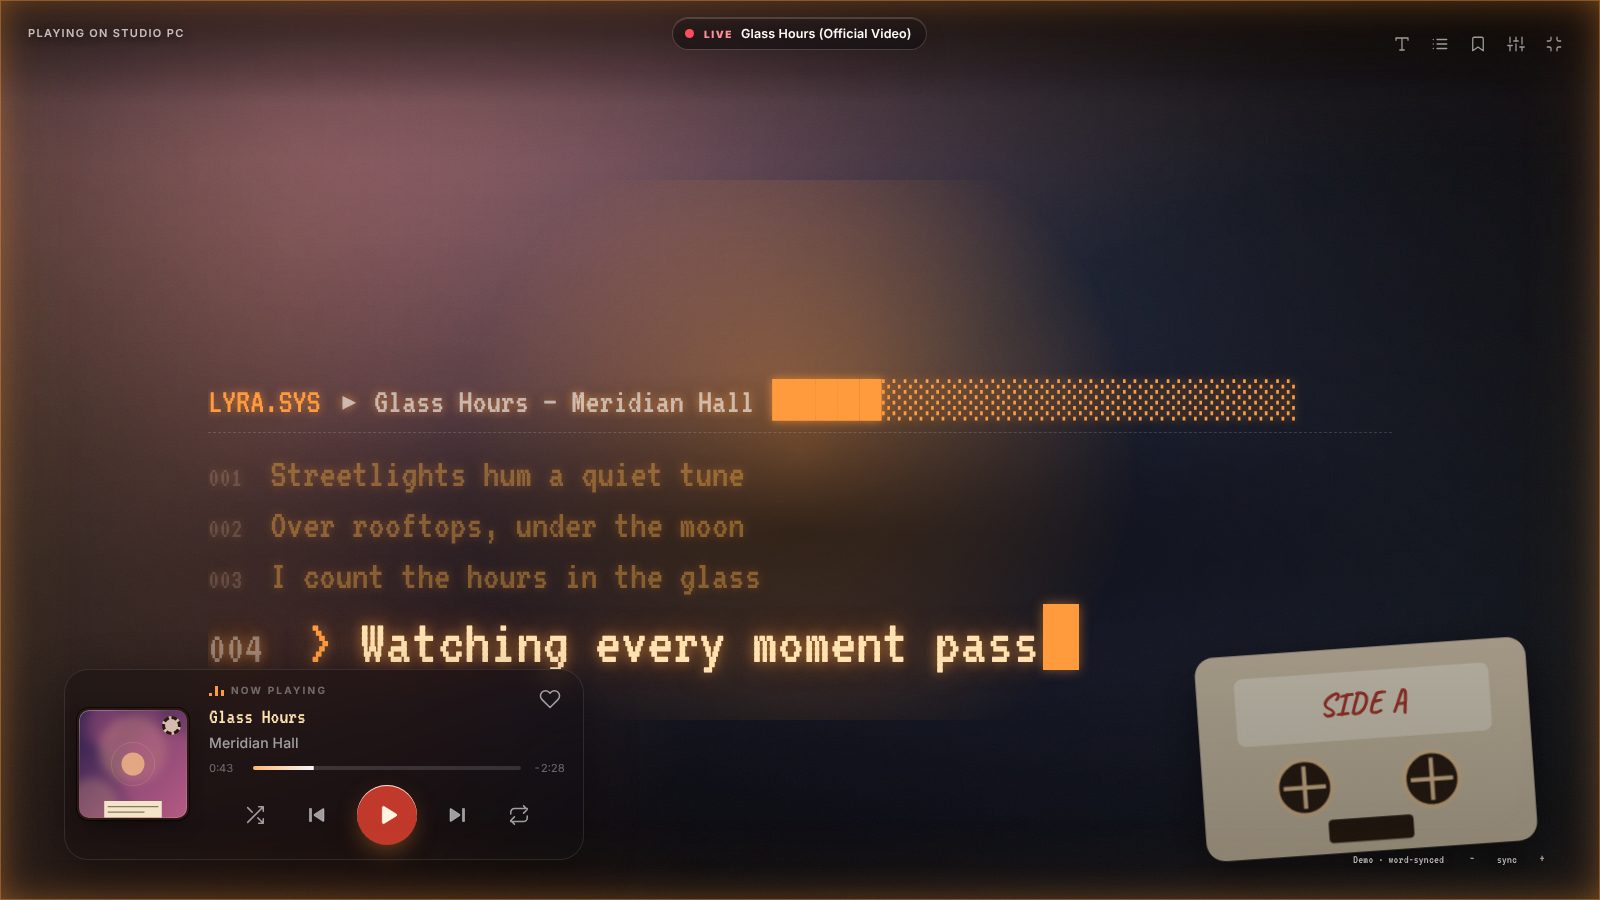 PLAYING ON STUDIO PC
LIVE Glass Hours (Official Video)
LYRA.SYS ► Glass Hours – Meridian Hall
001 Streetlights hum a quiet tune
002 Over rooftops, under the moon
003 I count the hours in the glass
004 ❯ Watching every moment pass
NOW PLAYING
Glass Hours
Meridian Hall
0:43 -2:28
SIDE A
Demo · word-synced - sync +